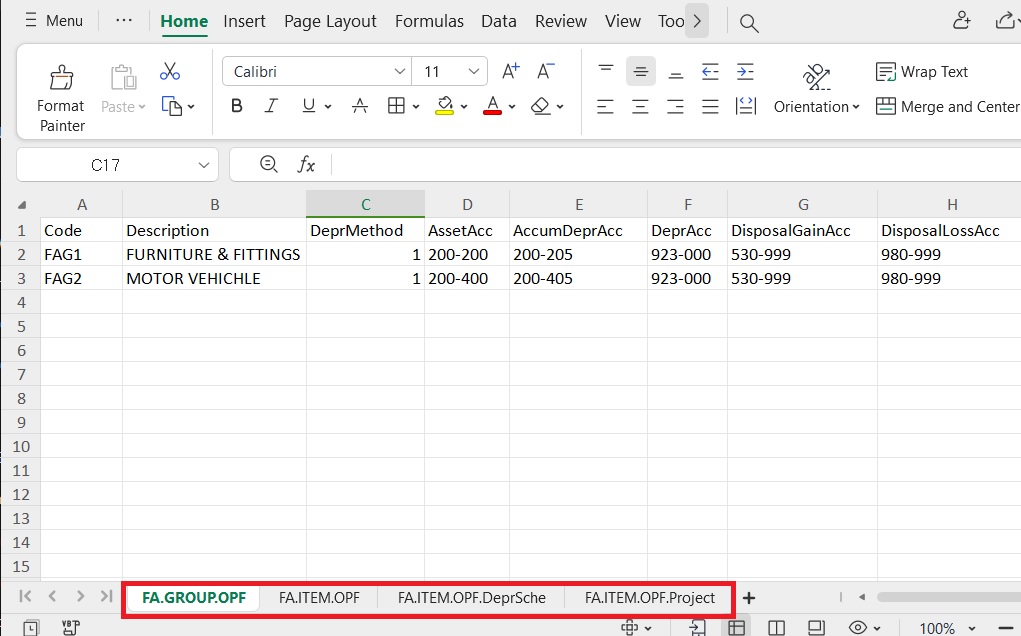 Menu ··· Home Insert Page Layout Formulas Data Review View Too
Calibri 11 A+ A− Wrap Text
Format Painter Paste B I U A A Orientation Merge and Center
C17 fx
A B C D E F G H
1 Code Description DeprMethod AssetAcc AccumDeprAcc DeprAcc DisposalGainAcc DisposalLossAcc
2 FAG1 FURNITURE & FITTINGS 1 200-200 200-205 923-000 530-999 980-999
3 FAG2 MOTOR VEHICHLE 1 200-400 200-405 923-000 530-999 980-999
4
5
6
7
8
9
10
11
12
13
14
15
FA.GROUP.OPF FA.ITEM.OPF FA.ITEM.OPF.DeprSche FA.ITEM.OPF.Project +
100%